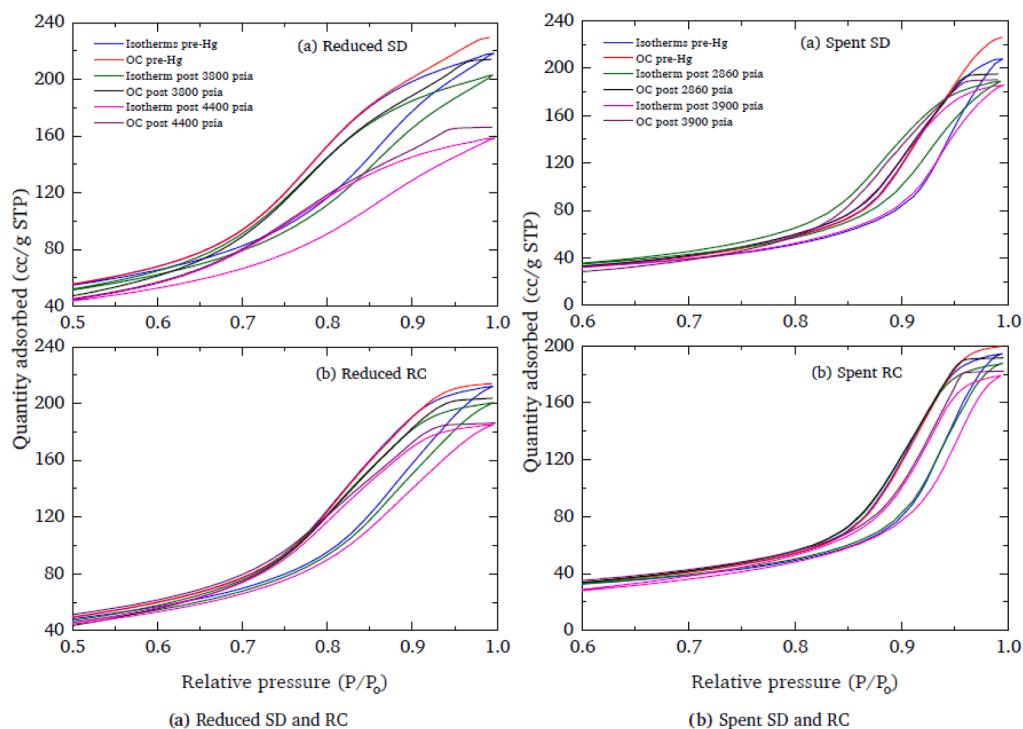 240
200
160
120
80
40
(a) Reduced SD
Isotherms pre-Hg
OC pre-Hg
Isotherm post 3800 psia
OC post 3800 psia
Isotherm post 4400 psia
OC post 4400 psia
0.5 0.6 0.7 0.8 0.9 1.0
240
200
160
120
80
40
(b) Reduced RC
0.5 0.6 0.7 0.8 0.9 1.0
Quantity adsorbed (cc/g STP)
Relative pressure (P/Po)
(a) Reduced SD and RC
240
200
160
120
80
40
0
(a) Spent SD
Isotherms pre-Hg
OC pre-Hg
Isotherm post 2860 psia
OC post 2860 psia
Isotherm post 3900 psia
OC post 3900 psia
0.6 0.7 0.8 0.9 1.0
200
160
120
80
40
0
(b) Spent RC
0.6 0.7 0.8 0.9 1.0
Quantity adsorbed (cc/g STP)
Relative pressure (P/Po)
(b) Spent SD and RC